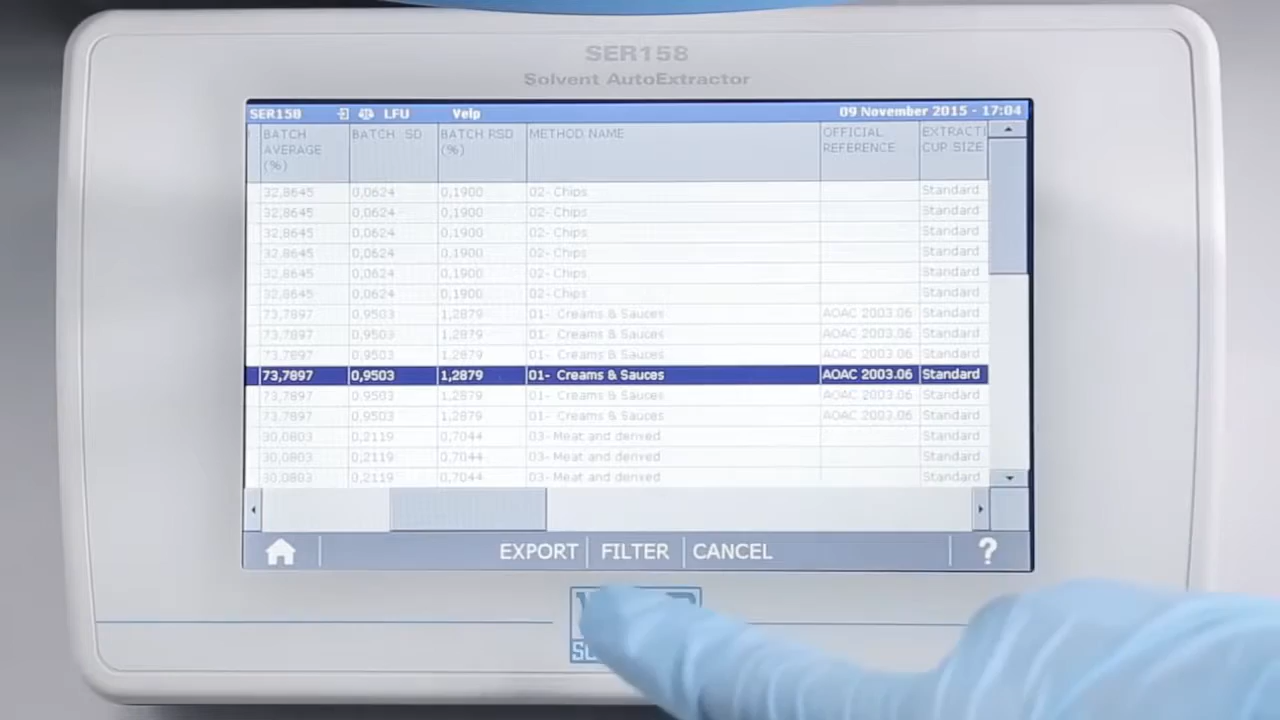 SER158
Solvent AutoExtractor
SER158 LFU Velp 09 November 2015 - 17:04
BATCH AVERAGE (%) BATCH SD BATCH RSD (%) METHOD NAME OFFICIAL REFERENCE EXTRACTI CUP SIZE
32,8645 0,0624 0,1900 02- Chips Standard
32,8645 0,0624 0,1900 02- Chips Standard
32,8645 0,0624 0,1900 02- Chips Standard
32,8645 0,0624 0,1900 02- Chips Standard
32,8645 0,0624 0,1900 02- Chips Standard
32,8645 0,0624 0,1900 02- Chips Standard
73,7897 0,9503 1,2879 01- Creams & Sauces AOAC 2003.06 Standard
73,7897 0,9503 1,2879 01- Creams & Sauces AOAC 2003.06 Standard
73,7897 0,9503 1,2879 01- Creams & Sauces AOAC 2003.06 Standard
73,7897 0,9503 1,2879 01- Creams & Sauces AOAC 2003.06 Standard
73,7897 0,9503 1,2879 01- Creams & Sauces AOAC 2003.06 Standard
73,7897 0,9503 1,2879 01- Creams & Sauces AOAC 2003.06 Standard
30,0803 0,2119 0,7044 03- Meat and derived Standard
30,0803 0,2119 0,7044 03- Meat and derived Standard
30,0803 0,2119 0,7044 03- Meat and derived Standard
EXPORT FILTER CANCEL ?